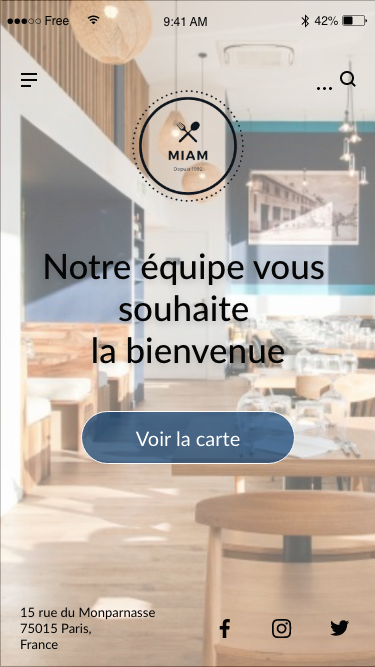 Free 9:41 AM 42%
...
MIAM
Depuis 1992
Notre équipe vous
souhaite
la bienvenue
Voir la carte
15 rue du Monparnasse
75015 Paris,
France